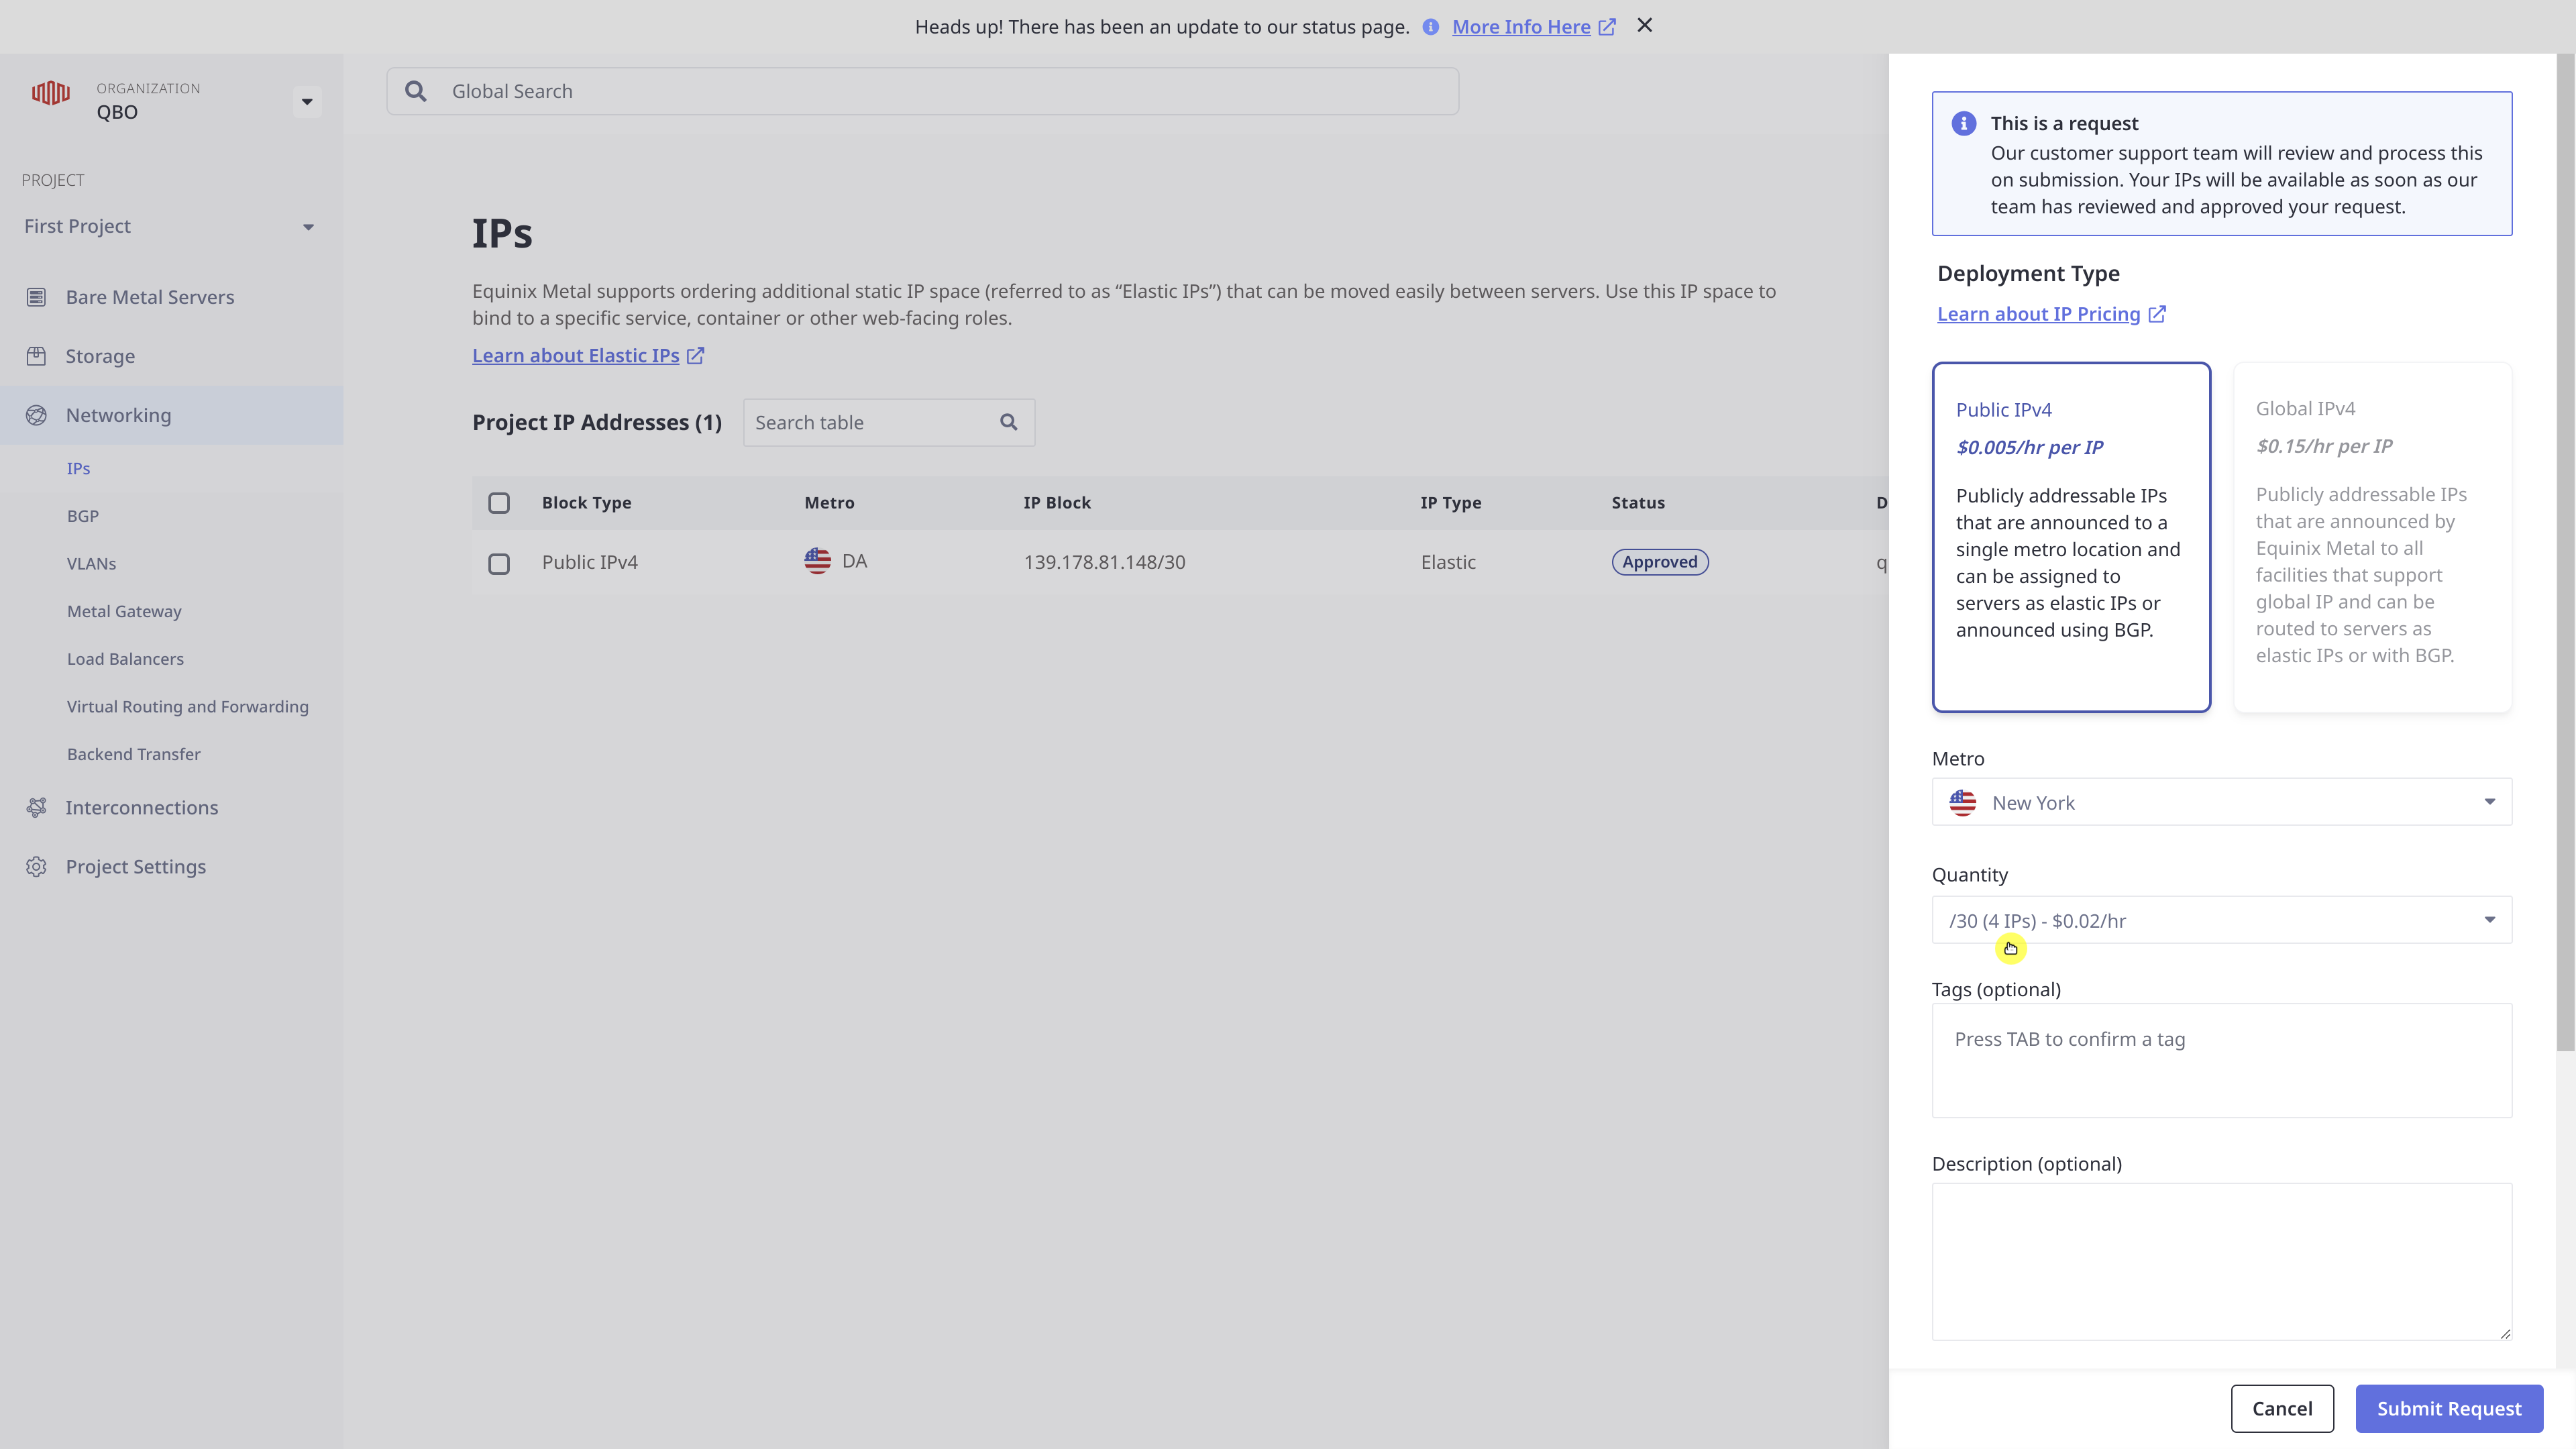 Heads up! There has been an update to our status page. More Info Here
ORGANIZATION
QBO
PROJECT
First Project
Bare Metal Servers
Storage
Networking
IPs
BGP
VLANs
Metal Gateway
Load Balancers
Virtual Routing and Forwarding
Backend Transfer
Interconnections
Project Settings
Global Search
IPs
Equinix Metal supports ordering additional static IP space (referred to as “Elastic IPs”) that can be moved easily between servers. Use this IP space to
bind to a specific service, container or other web-facing roles.
Learn about Elastic IPs
Project IP Addresses (1) Search table
Block Type Metro IP Block IP Type Status D
Public IPv4 DA 139.178.81.148/30 Elastic Approved q
This is a request
Our customer support team will review and process this
on submission. Your IPs will be available as soon as our
team has reviewed and approved your request.
Deployment Type
Learn about IP Pricing
Public IPv4
$0.005/hr per IP
Publicly addressable IPs
that are announced to a
single metro location and
can be assigned to
servers as elastic IPs or
announced using BGP.
Global IPv4
$0.15/hr per IP
Publicly addressable IPs
that are announced by
Equinix Metal to all
facilities that support
global IP and can be
routed to servers as
elastic IPs or with BGP.
Metro
New York
Quantity
/30 (4 IPs) - $0.02/hr
Tags (optional)
Press TAB to confirm a tag
Description (optional)
Cancel Submit Request